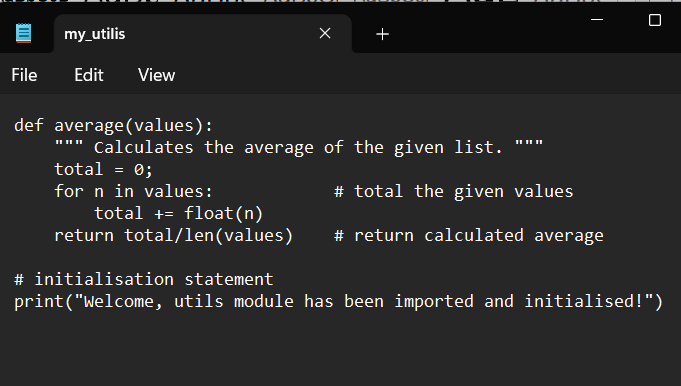 my_utilis
File Edit View
def average(values):
    """ Calculates the average of the given list. """
    total = 0;
    for n in values:            # total the given values
        total += float(n)
    return total/len(values)    # return calculated average

# initialisation statement
print("Welcome, utils module has been imported and initialised!")